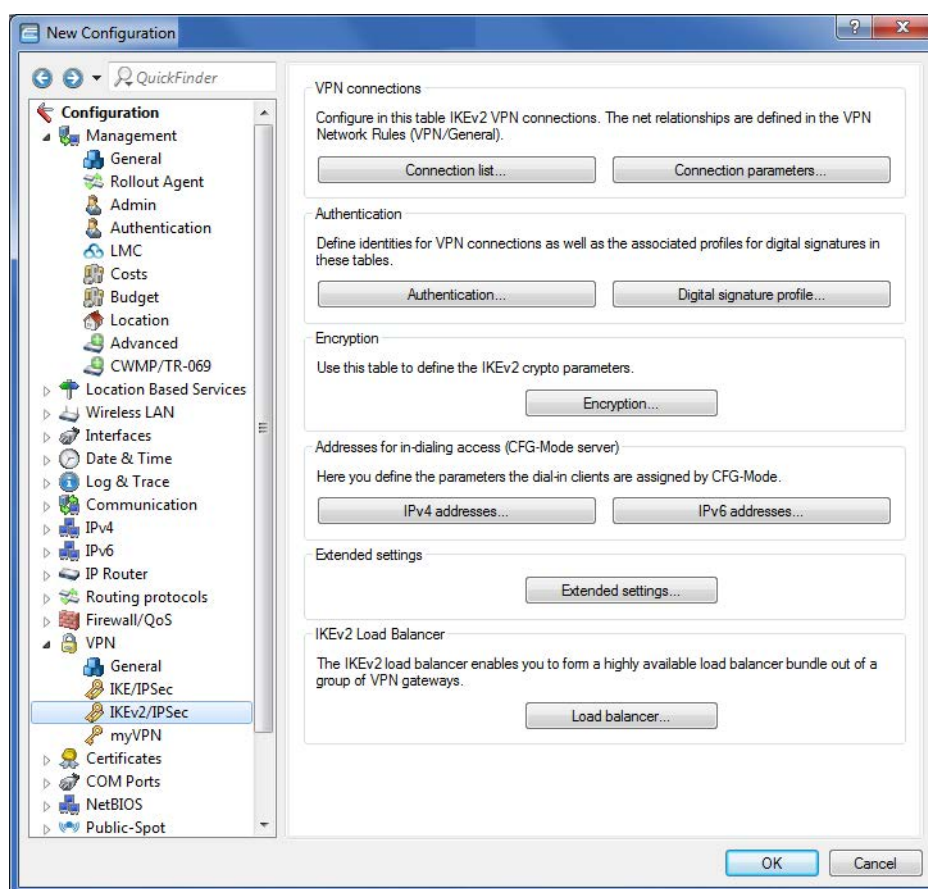 New Configuration
?
x
QuickFinder
Configuration
Management
General
Rollout Agent
Admin
Authentication
LMC
Costs
Budget
Location
Advanced
CWMP/TR-069
Location Based Services
Wireless LAN
Interfaces
Date & Time
Log & Trace
Communication
IPv4
IPv6
IP Router
Routing protocols
Firewall/QoS
VPN
General
IKE/IPSec
IKEv2/IPSec
myVPN
Certificates
COM Ports
NetBIOS
Public-Spot
VPN connections
Configure in this table IKEv2 VPN connections. The net relationships are defined in the VPN
Network Rules (VPN/General).
Connection list...
Connection parameters...
Authentication
Define identities for VPN connections as well as the associated profiles for digital signatures in
these tables.
Authentication...
Digital signature profile...
Encryption
Use this table to define the IKEv2 crypto parameters.
Encryption...
Addresses for in-dialing access (CFG-Mode server)
Here you define the parameters the dial-in clients are assigned by CFG-Mode.
IPv4 addresses...
IPv6 addresses...
Extended settings
Extended settings...
IKEv2 Load Balancer
The IKEv2 load balancer enables you to form a highly available load balancer bundle out of a
group of VPN gateways.
Load balancer...
OK
Cancel